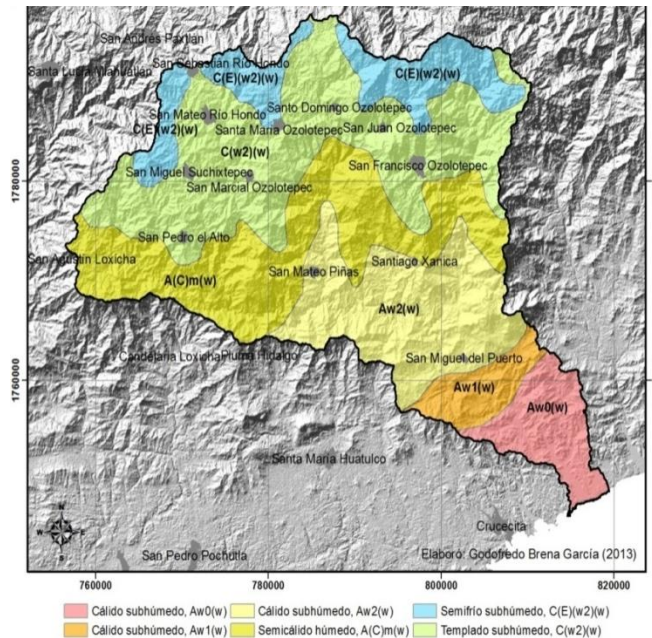 San Andrés Paxtlán
San Sebastián Río Hondo
C(E)(w2)(w)
San Mateo Río Hondo
Santo Domingo Ozolotepec
C(E)(w2)(w)
Santa María Ozolotepec
San Juan Ozolotepec
C(w2)(w)
San Francisco Ozolotepec
San Miguel Suchixtepec
San Marcial Ozolotepec
1780000
San Pedro el Alto
San Agustín Loxicha
San Mateo Piñas
Santiago Xanica
A(C)m(w)
Aw2(w)
Candelaria Loxicha
Pluma Hidalgo
San Miguel del Puerto
1760000
Aw1(w)
Aw0(w)
Santa María Huatulco
N
Crucecita
San Pedro Pochutla
Elaboró: Godofredo Brena García (2013)
760000 780000 800000 820000
Cálido subhúmedo, Aw0(w) Cálido subhúmedo, Aw2(w) Semifrío subhúmedo, C(E)(w2)(w)
Cálido subhúmedo, Aw1(w) Semicálido húmedo, A(C)m(w) Templado subhúmedo, C(w2)(w)